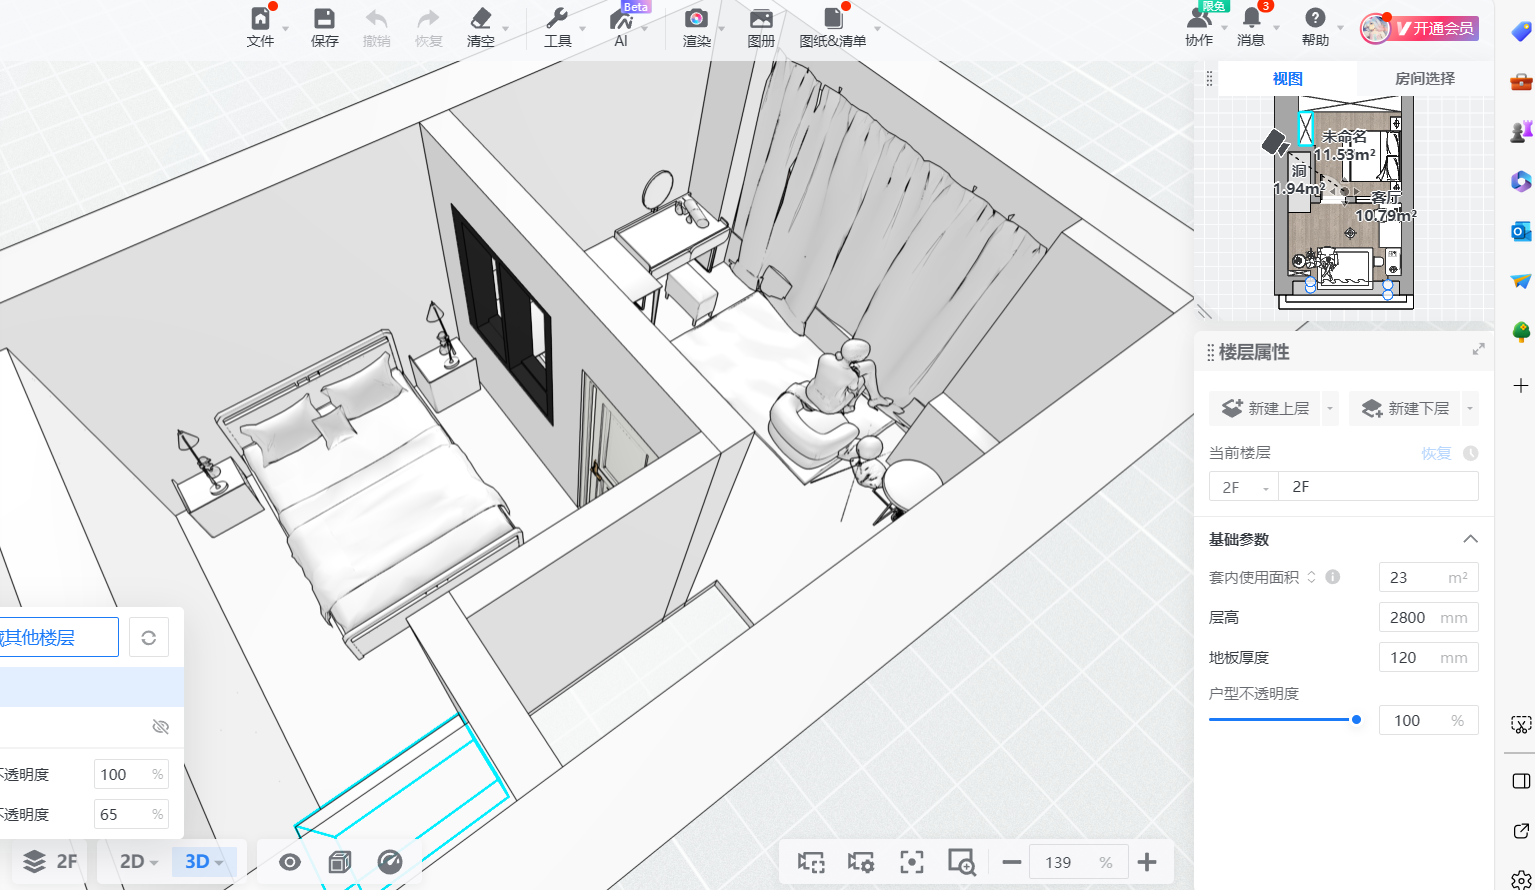 文件
保存
撤销
恢复
清空
工具
Beta
AI
渲染
图册
图纸&清单
限免
协作
3
消息
帮助
V 开通会员
视图
房间选择
未命名
11.53m²
洞
1.94m²
客厅
10.79m²
楼层属性
新建上层
新建下层
当前楼层
恢复
2F
2F
基础参数
套内使用面积
23 m²
层高
2800 mm
地板厚度
120 mm
户型不透明度
100 %
其他楼层
不透明度
100 %
不透明度
65 %
2F
2D
3D
139 %